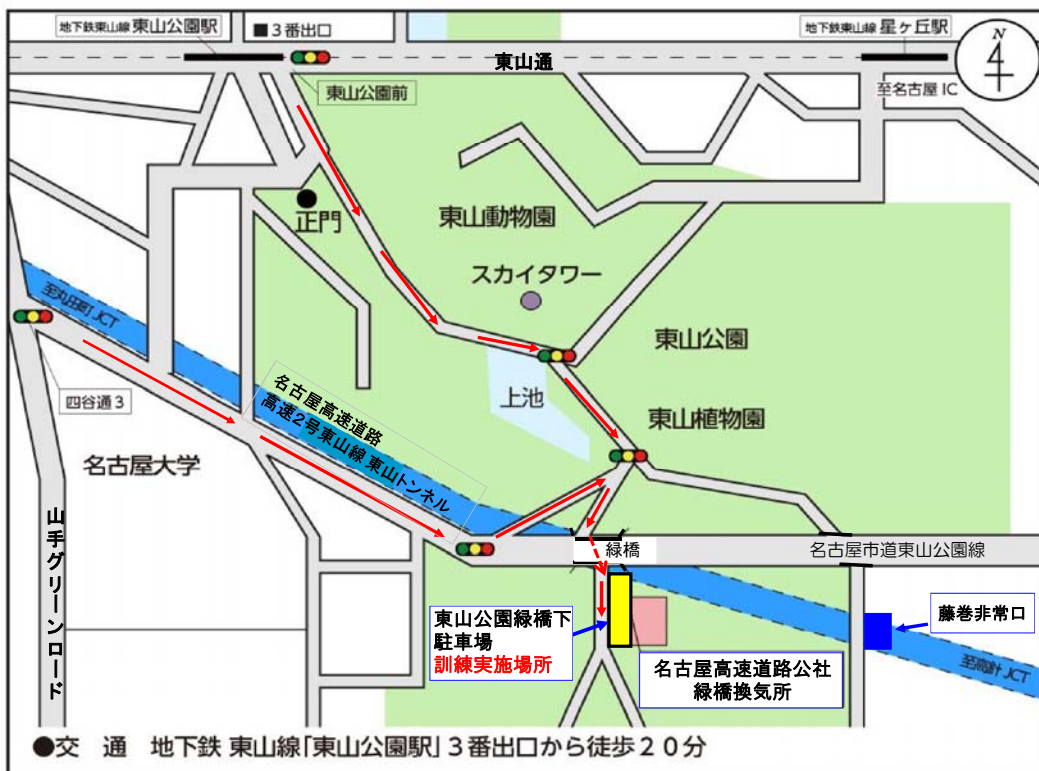 地下鉄東山線 東山公園駅
■3番出口
地下鉄東山線 星ヶ丘駅
N
東山通
東山公園前
至名古屋 IC
正門
東山動物園
スカイタワー
至丸田町 JCT
東山公園
四谷通3
上池
東山植物園
名古屋高速道路
高速2号東山線 東山トンネル
名古屋大学
山手グリーンロード
緑橋
名古屋市道東山公園線
東山公園緑橋下
駐車場
訓練実施場所
藤巻非常口
名古屋高速道路公社
緑橋換気所
至高針 JCT
●交 通 地下鉄 東山線「東山公園駅」3番出口から徒歩20分